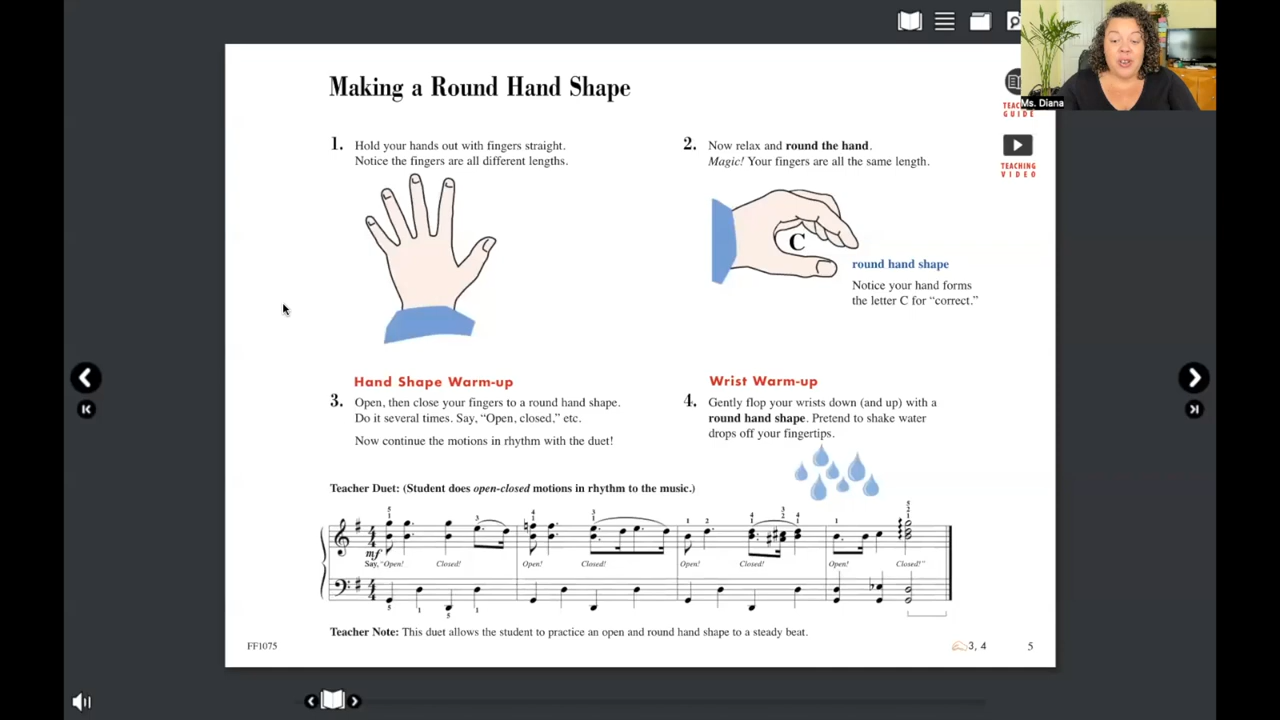 Making a Round Hand Shape
1. Hold your hands out with fingers straight.
Notice the fingers are all different lengths.
2. Now relax and round the hand.
Magic! Your fingers are all the same length.
C
round hand shape
Notice your hand forms
the letter C for “correct.”
Ms. Diana
GUIDE
TEACHING
VIDEO
Hand Shape Warm-up
3. Open, then close your fingers to a round hand shape.
Do it several times. Say, “Open, closed,” etc.
Now continue the motions in rhythm with the duet!
Wrist Warm-up
4. Gently flop your wrists down (and up) with a
round hand shape. Pretend to shake water
drops off your fingertips.
Teacher Duet: (Student does open-closed motions in rhythm to the music.)
mf
Say, “Open! Closed! Open! Closed! Open! Closed! Open! Closed!”
Teacher Note: This duet allows the student to practice an open and round hand shape to a steady beat.
FF1075
3, 4
5